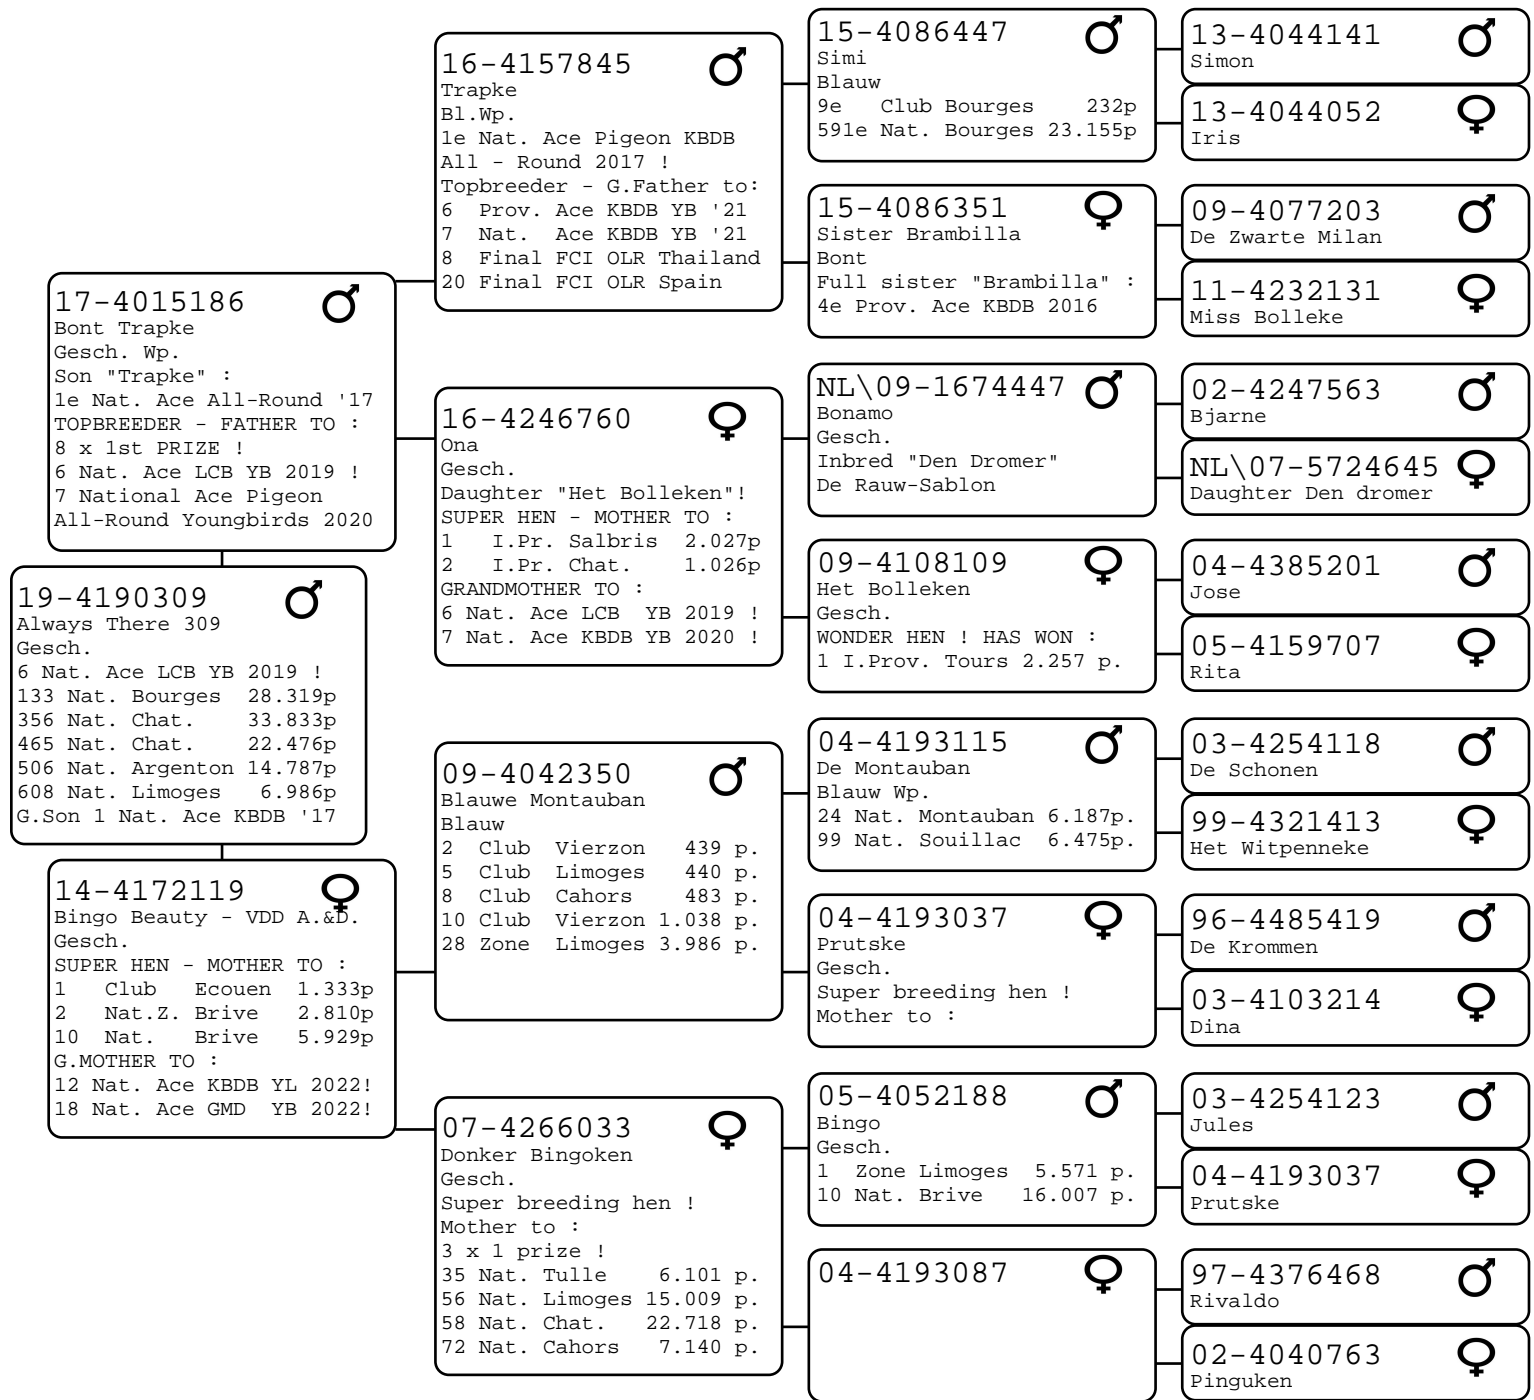 17-4015186 ♂
Bont Trapke
Gesch. Wp.
Son "Trapke" :
1e Nat. Ace All-Round '17
TOPBREEDER - FATHER TO :
8 x 1st PRIZE !
6 Nat. Ace LCB YB 2019 !
7 National Ace Pigeon
All-Round Youngbirds 2020
19-4190309 ♂
Always There 309
Gesch.
6 Nat. Ace LCB YB 2019 !
133 Nat. Bourges 28.319p
356 Nat. Chat. 33.833p
465 Nat. Chat. 22.476p
506 Nat. Argenton 14.787p
608 Nat. Limoges 6.986p
G.Son 1 Nat. Ace KBDB '17
14-4172119 ♀
Bingo Beauty - VDD A.&D.
Gesch.
SUPER HEN - MOTHER TO :
1 Club Ecouen 1.333p
2 Nat.Z. Brive 2.810p
10 Nat. Brive 5.929p
G.MOTHER TO :
12 Nat. Ace KBDB YL 2022!
18 Nat. Ace GMD YB 2022!
16-4157845 ♂
Trapke
Bl.Wp.
1e Nat. Ace Pigeon KBDB
All - Round 2017 !
Topbreeder - G.Father to:
6 Prov. Ace KBDB YB '21
7 Nat. Ace KBDB YB '21
8 Final FCI OLR Thailand
20 Final FCI OLR Spain
16-4246760 ♀
Ona
Gesch.
Daughter "Het Bolleken"!
SUPER HEN - MOTHER TO :
1 I.Pr. Salbris 2.027p
2 I.Pr. Chat. 1.026p
GRANDMOTHER TO :
6 Nat. Ace LCB YB 2019 !
7 Nat. Ace KBDB YB 2020 !
09-4042350 ♂
Blauwe Montauban
Blauw
2 Club Vierzon 439 p.
5 Club Limoges 440 p.
8 Club Cahors 483 p.
10 Club Vierzon 1.038 p.
28 Zone Limoges 3.986 p.
07-4266033 ♀
Donker Bingoken
Gesch.
Super breeding hen !
Mother to :
3 x 1 prize !
35 Nat. Tulle 6.101 p.
56 Nat. Limoges 15.009 p.
58 Nat. Chat. 22.718 p.
72 Nat. Cahors 7.140 p.
15-4086447 ♂
Simi
Blauw
9e Club Bourges 232p
591e Nat. Bourges 23.155p
15-4086351 ♀
Sister Brambilla
Bont
Full sister "Brambilla" :
4e Prov. Ace KBDB 2016
NL\09-1674447 ♂
Bonamo
Gesch.
Inbred "Den Dromer"
De Rauw-Sablon
09-4108109 ♀
Het Bolleken
Gesch.
WONDER HEN ! HAS WON :
1 I.Prov. Tours 2.257 p.
04-4193115 ♂
De Montauban
Blauw Wp.
24 Nat. Montauban 6.187p.
99 Nat. Souillac 6.475p.
04-4193037 ♀
Prutske
Gesch.
Super breeding hen !
Mother to :
05-4052188 ♂
Bingo
Gesch.
1 Zone Limoges 5.571 p.
10 Nat. Brive 16.007 p.
04-4193087 ♀
13-4044141 ♂
Simon
13-4044052 ♀
Iris
09-4077203 ♂
De Zwarte Milan
11-4232131 ♀
Miss Bolleke
02-4247563 ♂
Bjarne
NL\07-5724645 ♀
Daughter Den dromer
04-4385201 ♂
Jose
05-4159707 ♀
Rita
03-4254118 ♂
De Schonen
99-4321413 ♀
Het Witpenneke
96-4485419 ♂
De Krommen
03-4103214 ♀
Dina
03-4254123 ♂
Jules
04-4193037 ♀
Prutske
97-4376468 ♂
Rivaldo
02-4040763 ♀
Pinguken